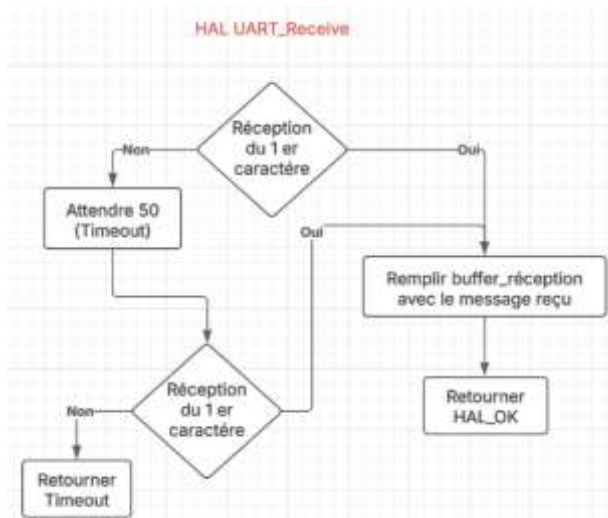 HAL UART_Receive
Réception
du 1 er
caractére
Non
Oui
Attendre 50
(Timeout)
Oui
Remplir buffer_réception
avec le message reçu
Réception
du 1 er
caractére
Non
Retourner
HAL_OK
Retourner
Timeout